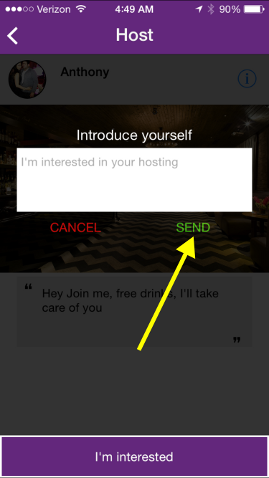 Verizon 4:49 AM 90%
Host
Anthony
Introduce yourself
I'm interested in your hosting
CANCEL SEND
“ Hey Join me, free drinks, I'll take
care of you ”
I'm interested